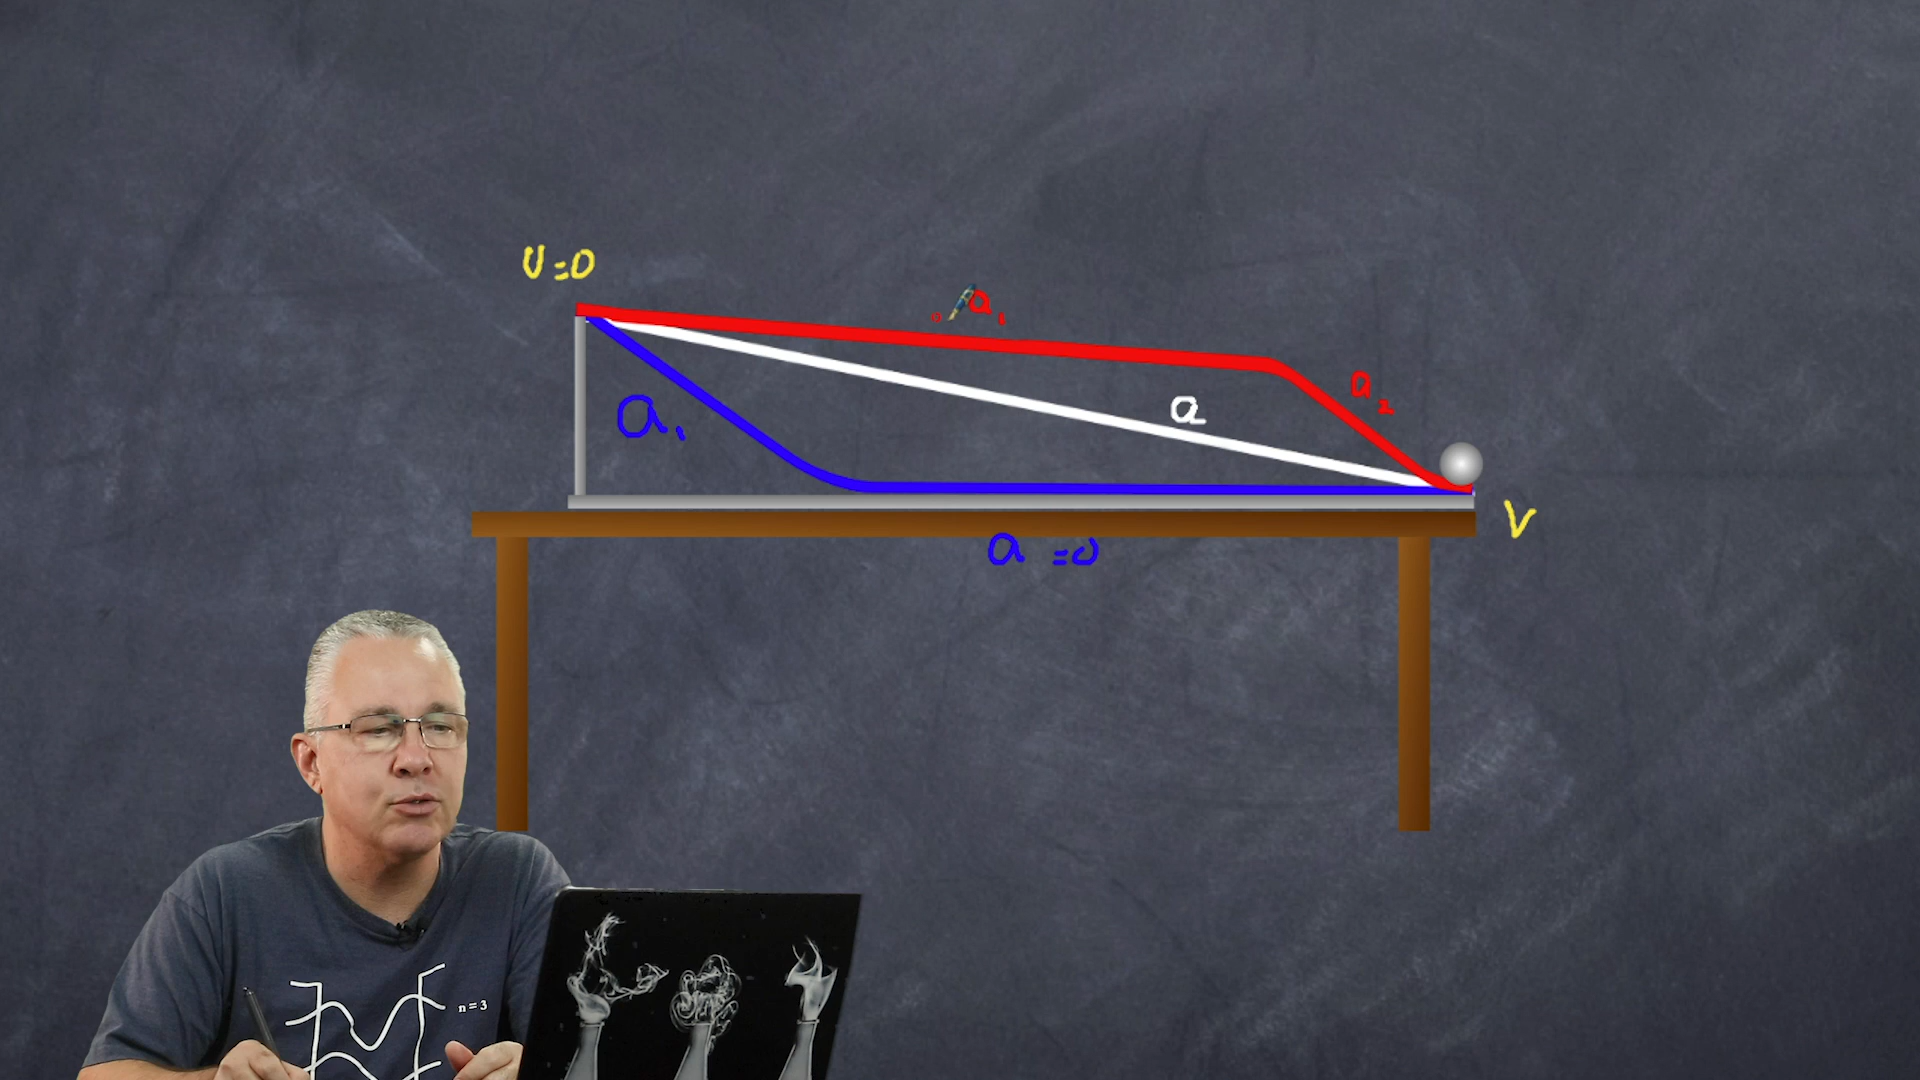 v=0
a₁
a₂
a
a₁
v
a =0
n=3